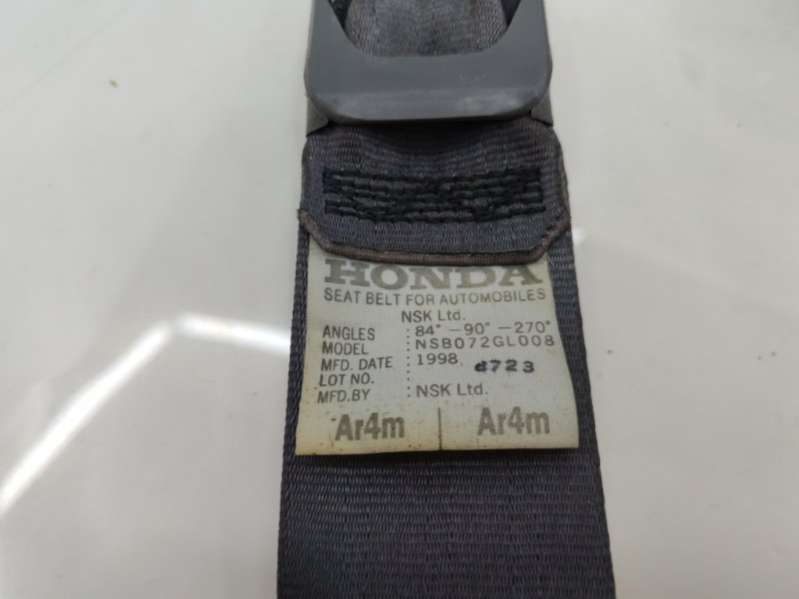 HONDA
SEAT BELT FOR AUTOMOBILES
NSK Ltd.
ANGLES : 84° -90° -270°
MODEL : NSB072GL008
MFD. DATE : 1998.
LOT NO. : 4723
MFD.BY : NSK Ltd.
Ar4m Ar4m